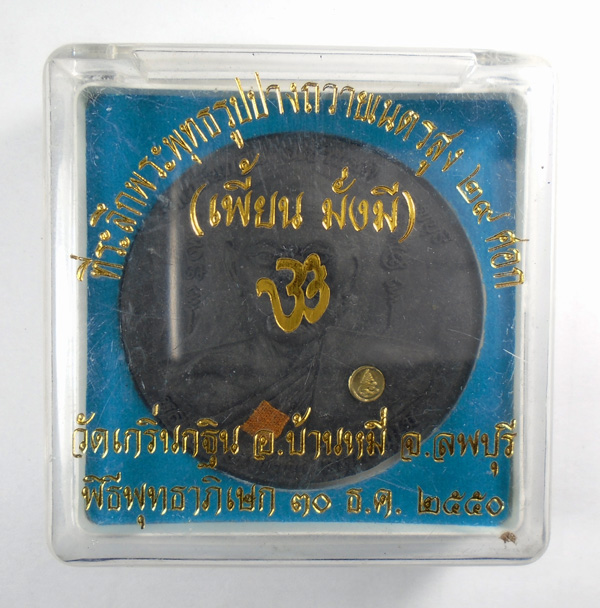 ที่ระลึกพระพุทธรูปปางถวายเนตรสูง ๒๙ ศอก
(เพี้ยน มั่งมี)
วัดเกริ่นกฐิน อ.บ้านหมี่ จ.ลพบุรี
พิธีพุทธาภิเษก ๓๐ ธ.ค. ๒๕๕๐